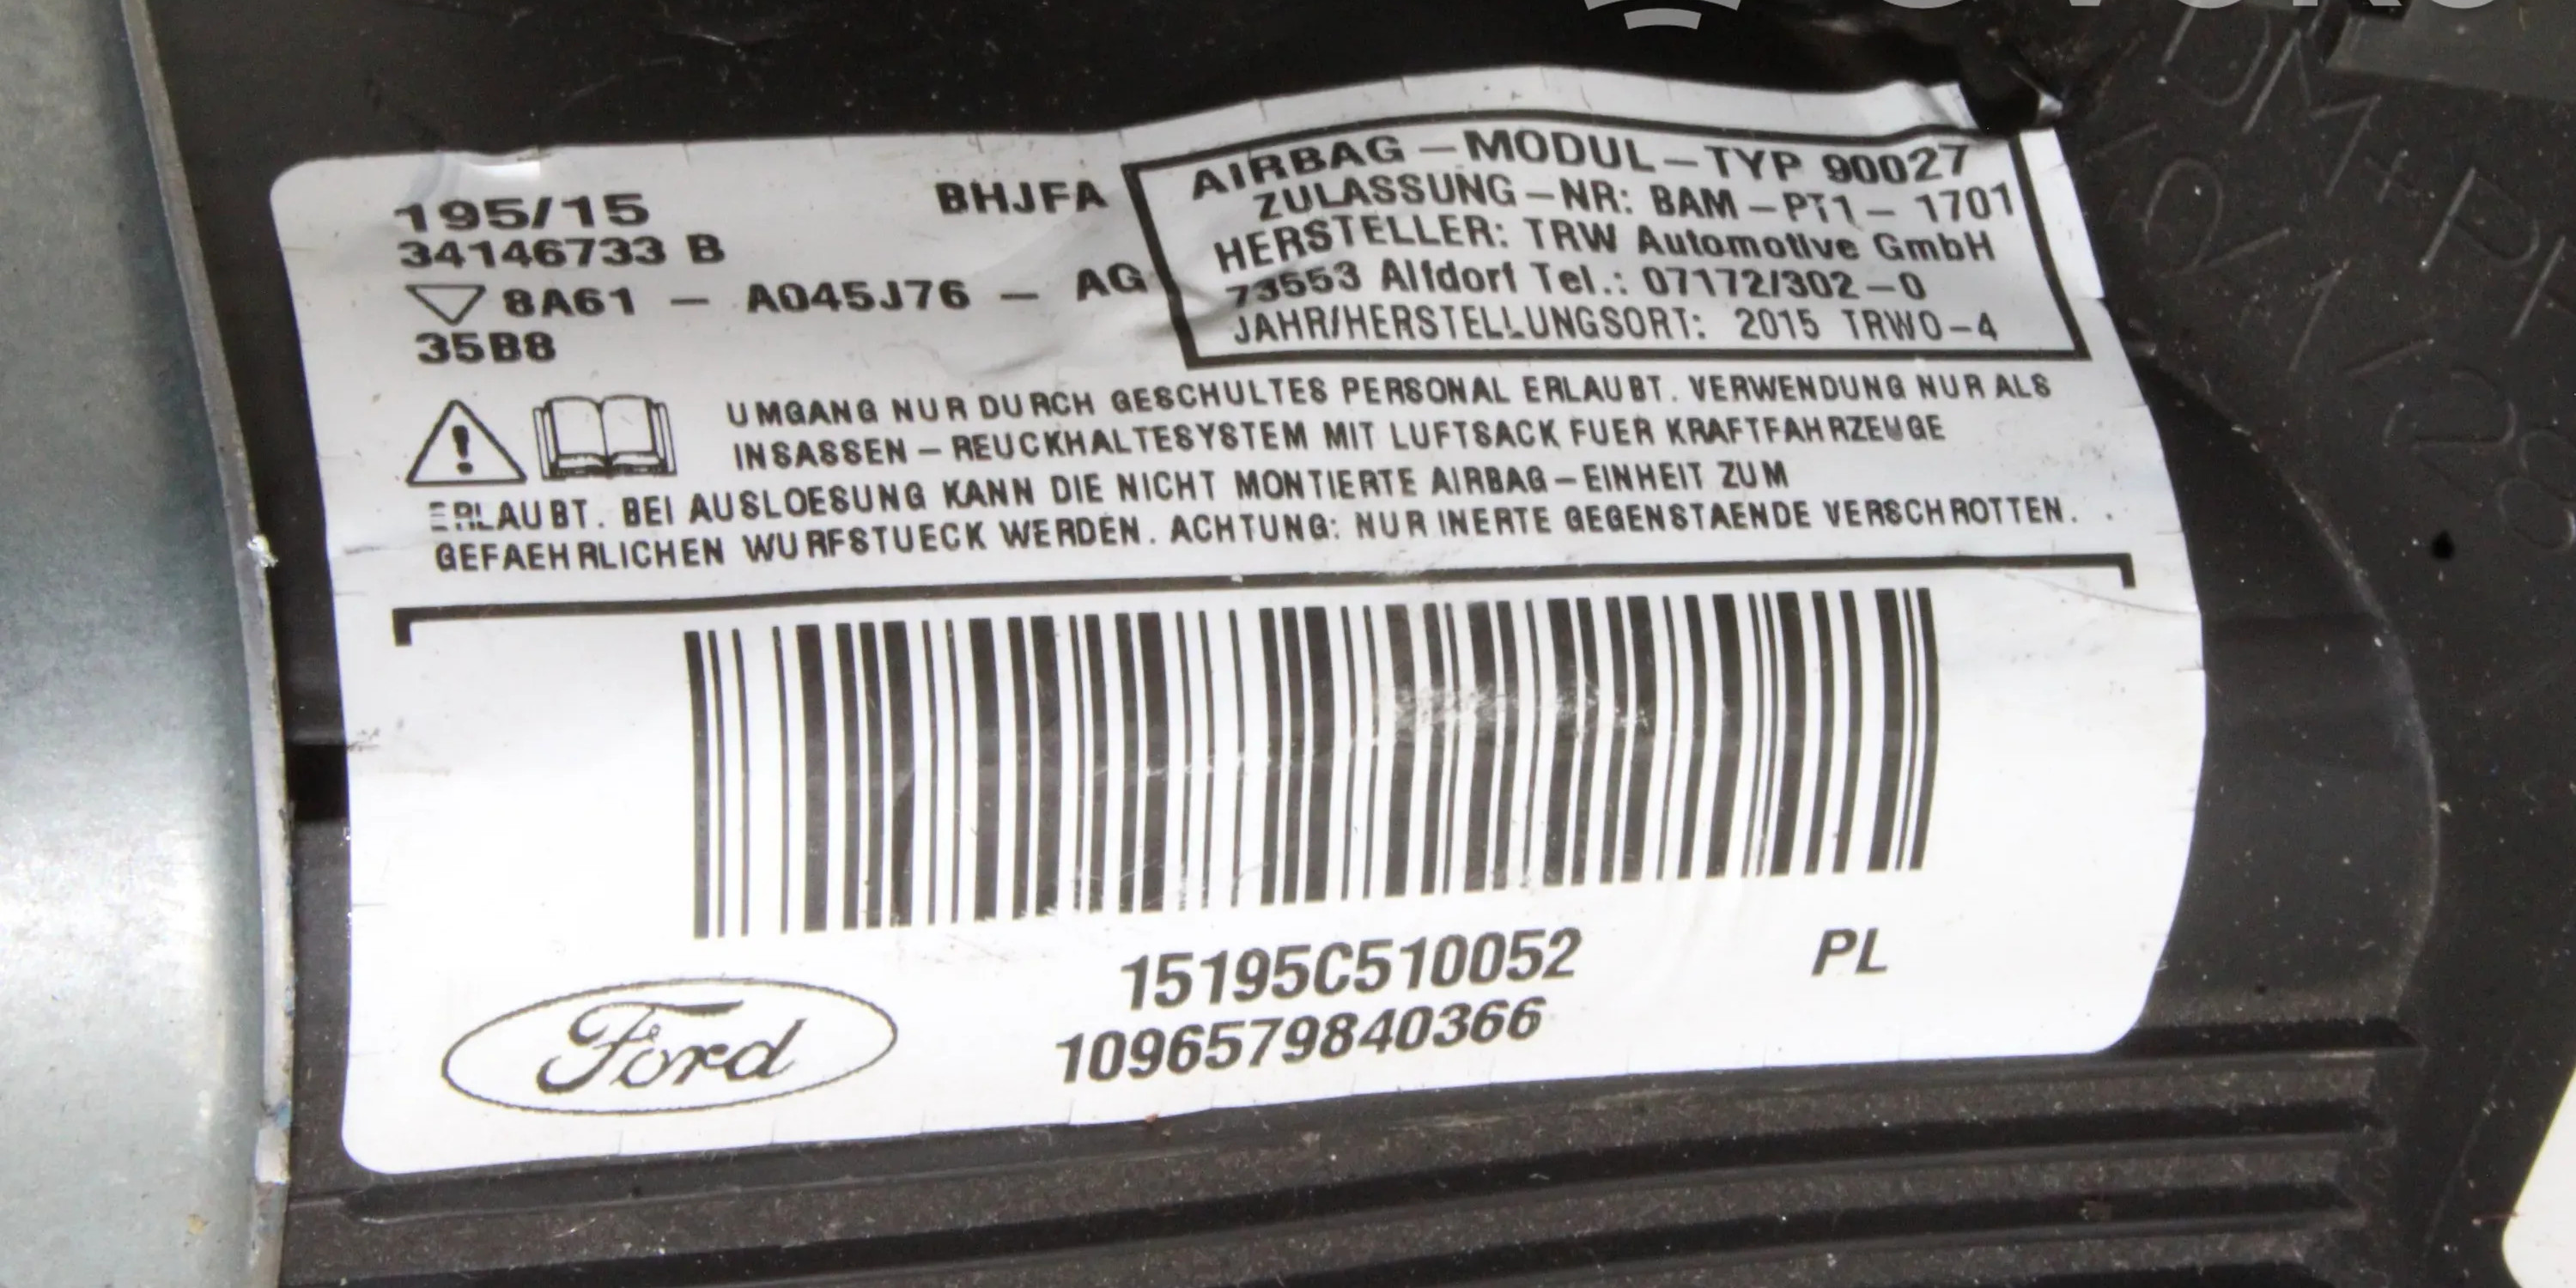 195/15
BHJFA
34146733 B
8A61 - A045J76 - AG
35B8
AIRBAG-MODUL-TYP 90027
ZULASSUNG-NR: BAM-PT1-1701
HERSTELLER: TRW Automotive GmbH
73553 Alfdorf Tel.: 07172/302-0
JAHR/HERSTELLUNGSORT: 2015 TRWO-4
UMGANG NUR DURCH GESCHULTES PERSONAL ERLAUBT. VERWENDUNG NUR ALS
INSASSEN-REUCKHALTESYSTEM MIT LUFTSACK FUER KRAFTFAHRZEUGE
ERLAUBT. BEI AUSLOESUNG KANN DIE NICHT MONTIERTE AIRBAG-EINHEIT ZUM
GEFAEHRLICHEN WURFSTUECK WERDEN. ACHTUNG: NUR INERTE GEGENSTAENDE VERSCHROTTEN.
15195C510052
PL
Ford
1096579840366